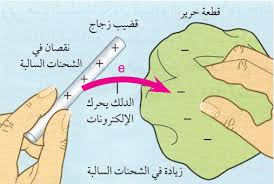 قطعة حرير
قضيب زجاج
نقصان في
الشحنات السالبة
e
الدلك يحرك
الإلكترونات
زيادة في الشحنات السالبة